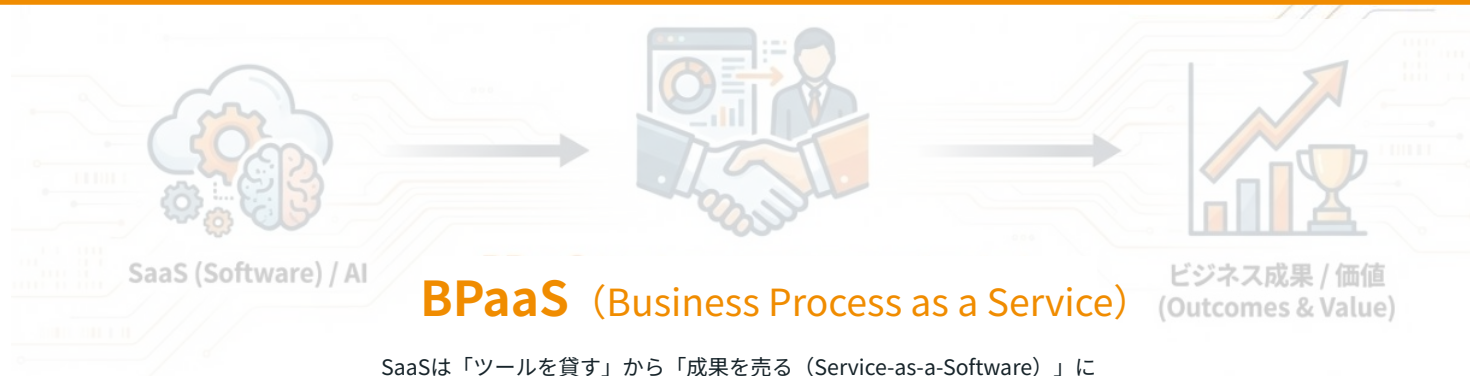 SaaS (Software) / AI
BPaaS（Business Process as a Service）
ビジネス成果 / 価値
(Outcomes & Value)
SaaSは「ツールを貸す」から「成果を売る（Service-as-a-Software）」に